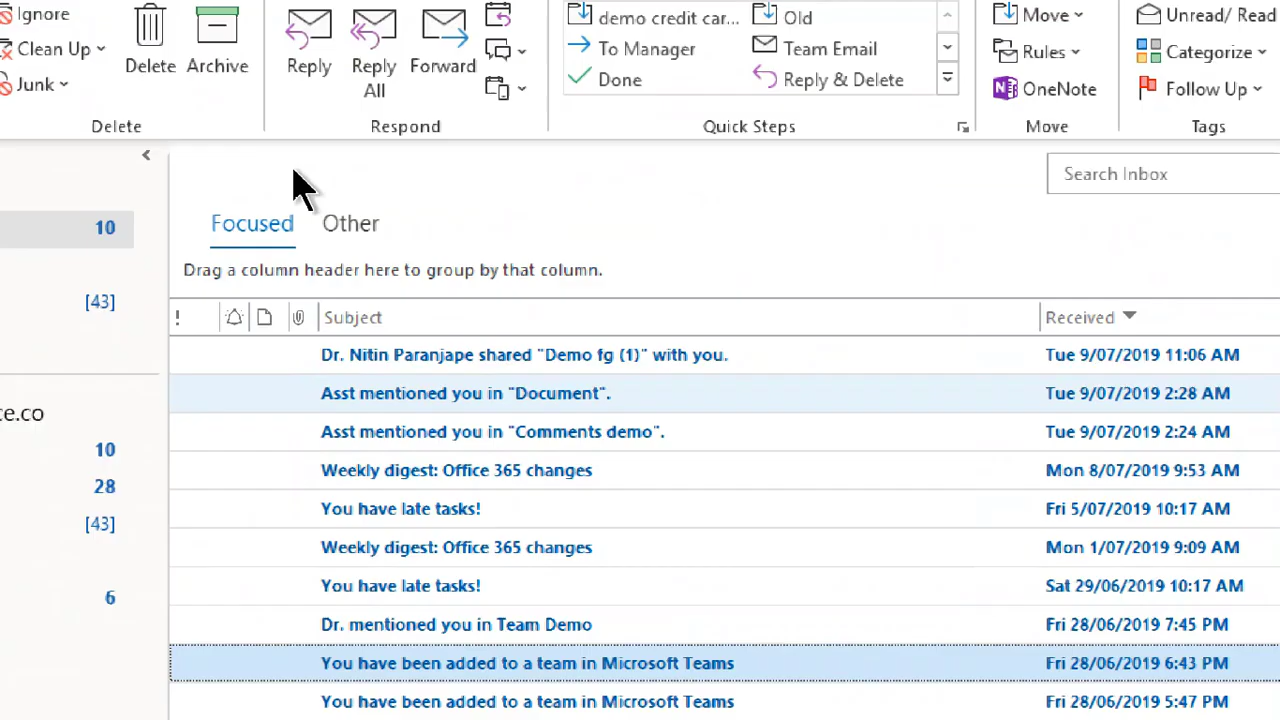 Ignore
Clean Up
Junk
Delete
Archive
Delete
Reply
Reply All
Forward
Respond
demo credit car...
To Manager
Done
Old
Team Email
Reply & Delete
Quick Steps
Move
Rules
OneNote
Move
Unread/ Read
Categorize
Follow Up
Tags
10
[43]
ce.co
10
28
[43]
6
Search Inbox
Focused Other
Drag a column header here to group by that column.
! Subject Received
Dr. Nitin Paranjape shared "Demo fg (1)" with you. Tue 9/07/2019 11:06 AM
Asst mentioned you in "Document". Tue 9/07/2019 2:28 AM
Asst mentioned you in "Comments demo". Tue 9/07/2019 2:24 AM
Weekly digest: Office 365 changes Mon 8/07/2019 9:53 AM
You have late tasks! Fri 5/07/2019 10:17 AM
Weekly digest: Office 365 changes Mon 1/07/2019 9:09 AM
You have late tasks! Sat 29/06/2019 10:17 AM
Dr. mentioned you in Team Demo Fri 28/06/2019 7:45 PM
You have been added to a team in Microsoft Teams Fri 28/06/2019 6:43 PM
You have been added to a team in Microsoft Teams Fri 28/06/2019 5:47 PM